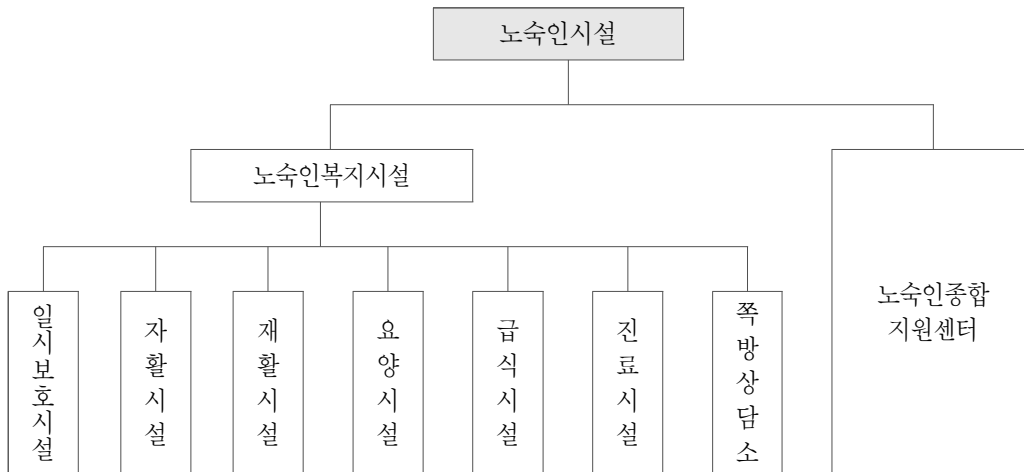 노숙인시설
노숙인복지시설
일시보호시설
자활시설
재활시설
요양시설
급식시설
진료시설
쪽방상담소
노숙인종합
지원센터